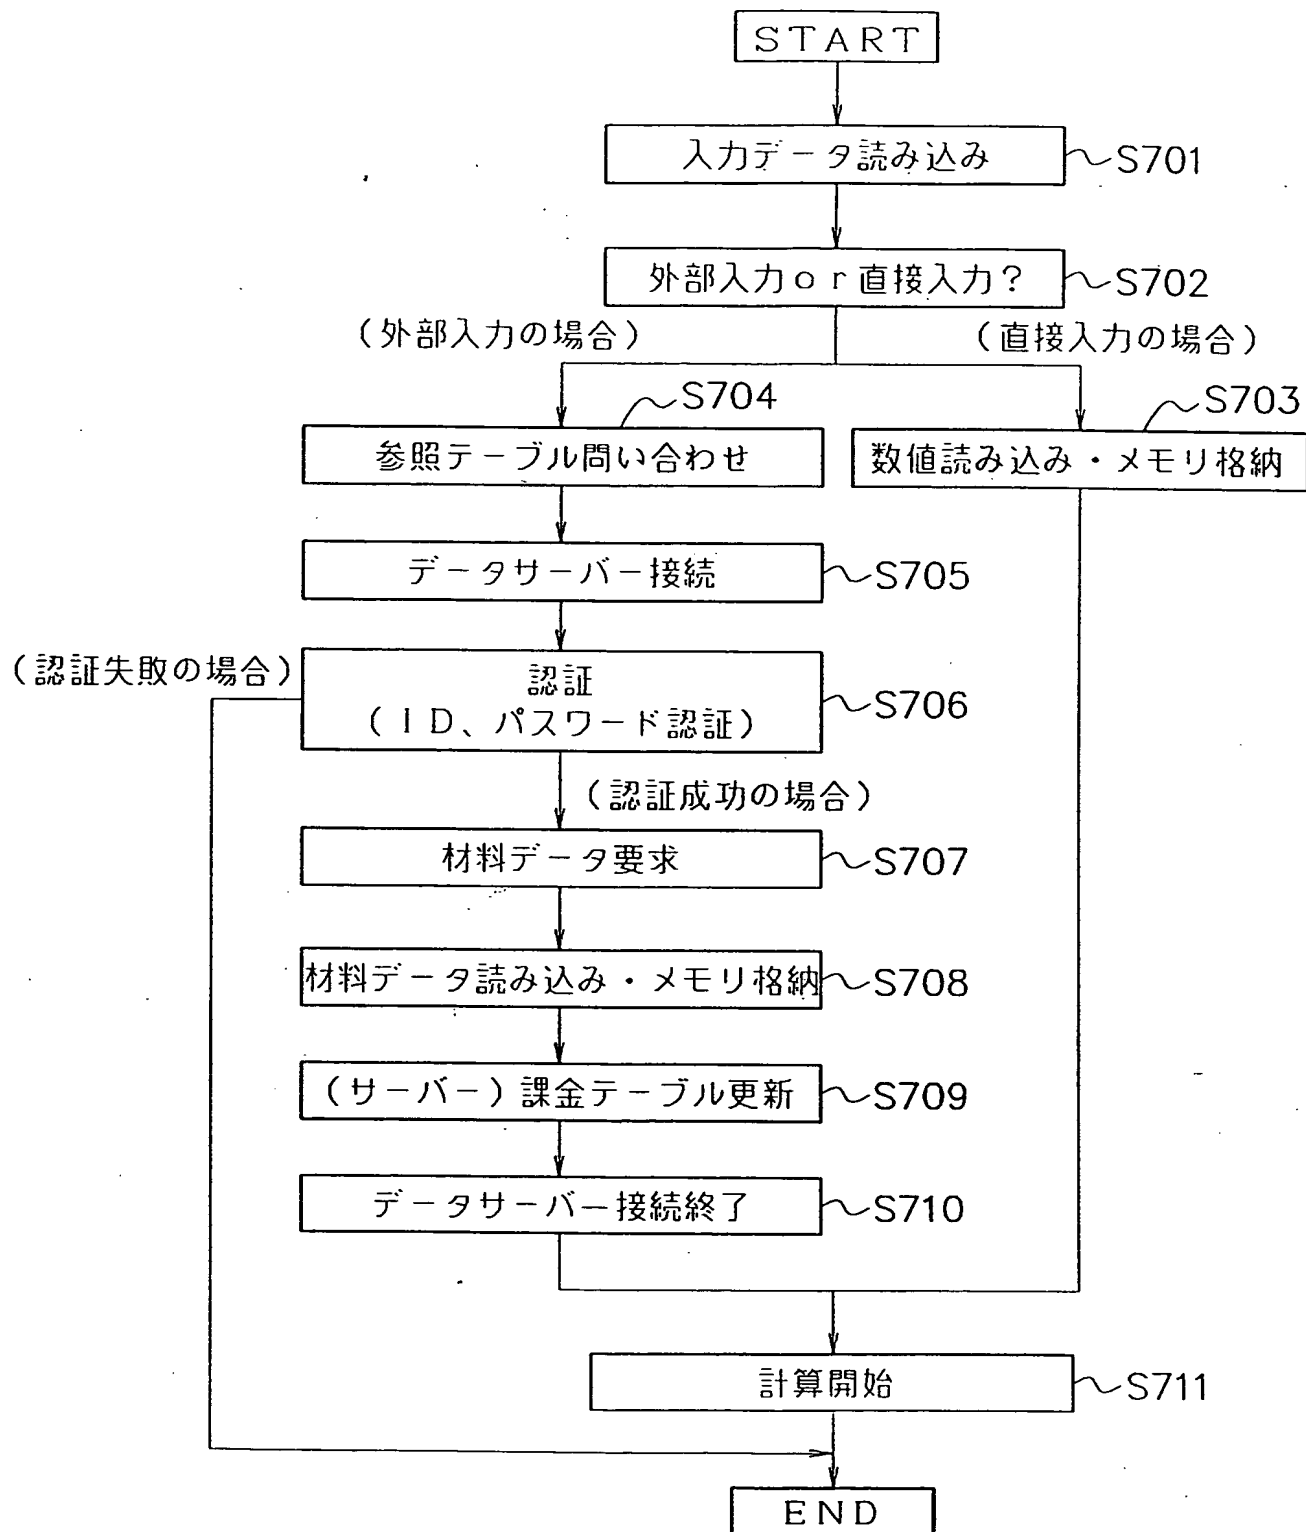 START
入力データ読み込み
S701
外部入力or直接入力?
S702
(外部入力の場合)
(直接入力の場合)
S704
S703
参照テーブル問い合わせ
数値読み込み・メモリ格納
データサーバー接続
S705
(認証失敗の場合)
認証
(ID、パスワード認証)
S706
(認証成功の場合)
材料データ要求
S707
材料データ読み込み・メモリ格納
S708
(サーバー)課金テーブル更新
S709
データサーバー接続終了
S710
計算開始
S711
END